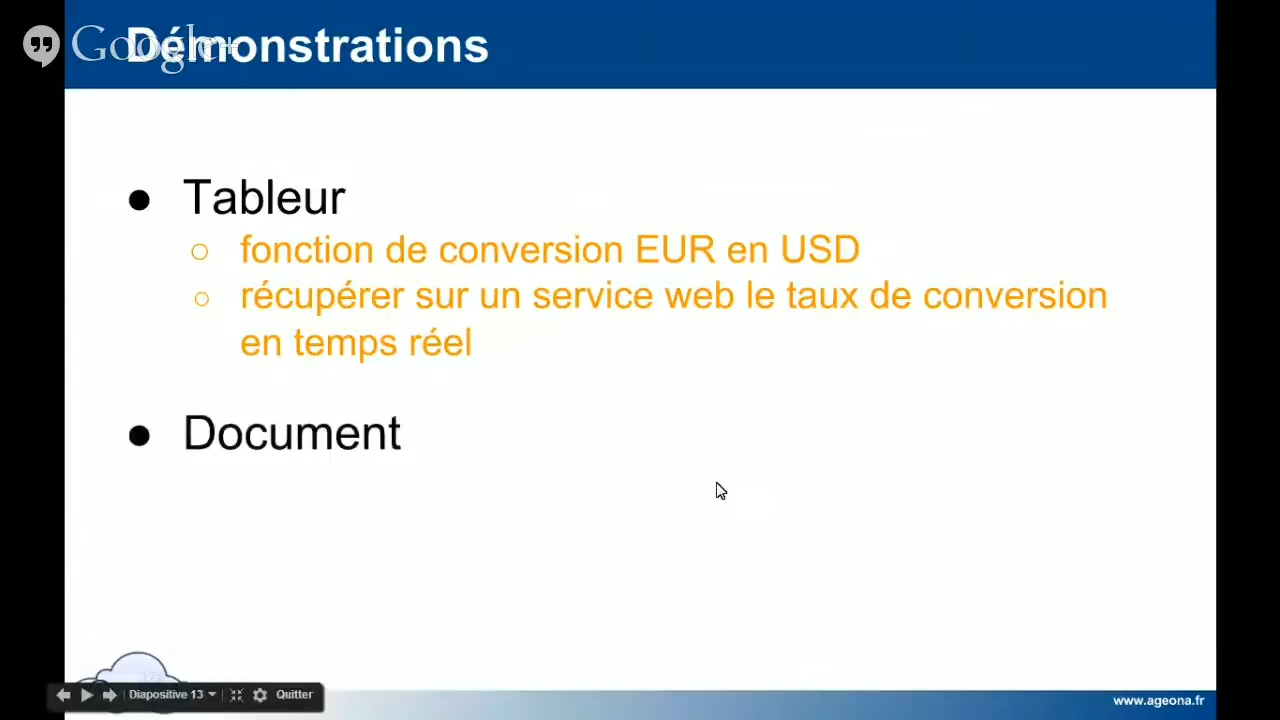 Google+
Démonstrations
● Tableur
○ fonction de conversion EUR en USD
○ récupérer sur un service web le taux de conversion
en temps réel
● Document
Diapositive 13
Quitter
www.ageona.fr